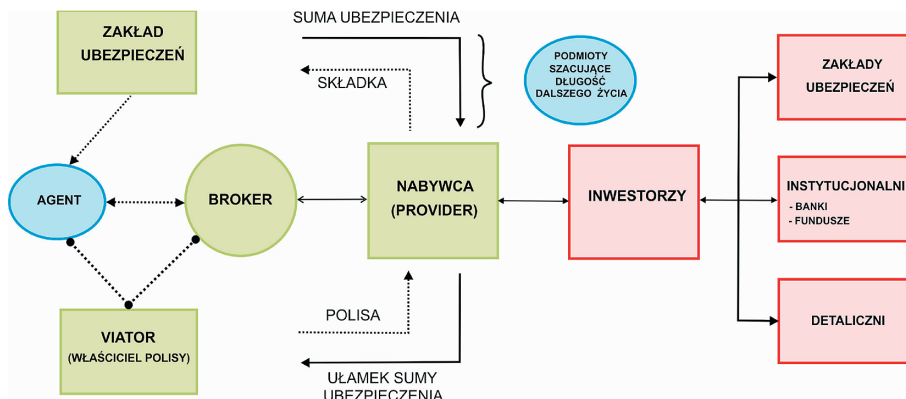 SUMA UBEZPIECZENIA
ZAKŁAD
UBEZPIECZEŃ
SKŁADKA
PODMIOTY
SZACUJĄCE
DŁUGOŚĆ
DALSZEGO ŻYCIA
ZAKŁADY
UBEZPIECZEŃ
AGENT
BROKER
NABYWCA
(PROVIDER)
INWESTORZY
INSTYTUCJONALNI
- BANKI
- FUNDUSZE
POLISA
VIATOR
(WŁAŚCICIEL POLISY)
UŁAMEK SUMY
UBEZPIECZENIA
DETALICZNI